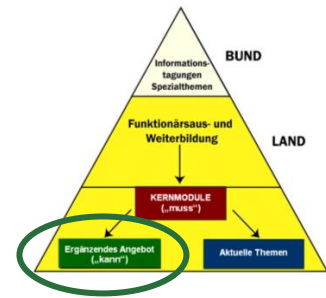 BUND
Informations-
tagungen
Spezialthemen
Funktionärsaus- und
Weiterbildung
LAND
KERNMODULE
(„muss“)
Ergänzendes Angebot
(„kann“)
Aktuelle Themen